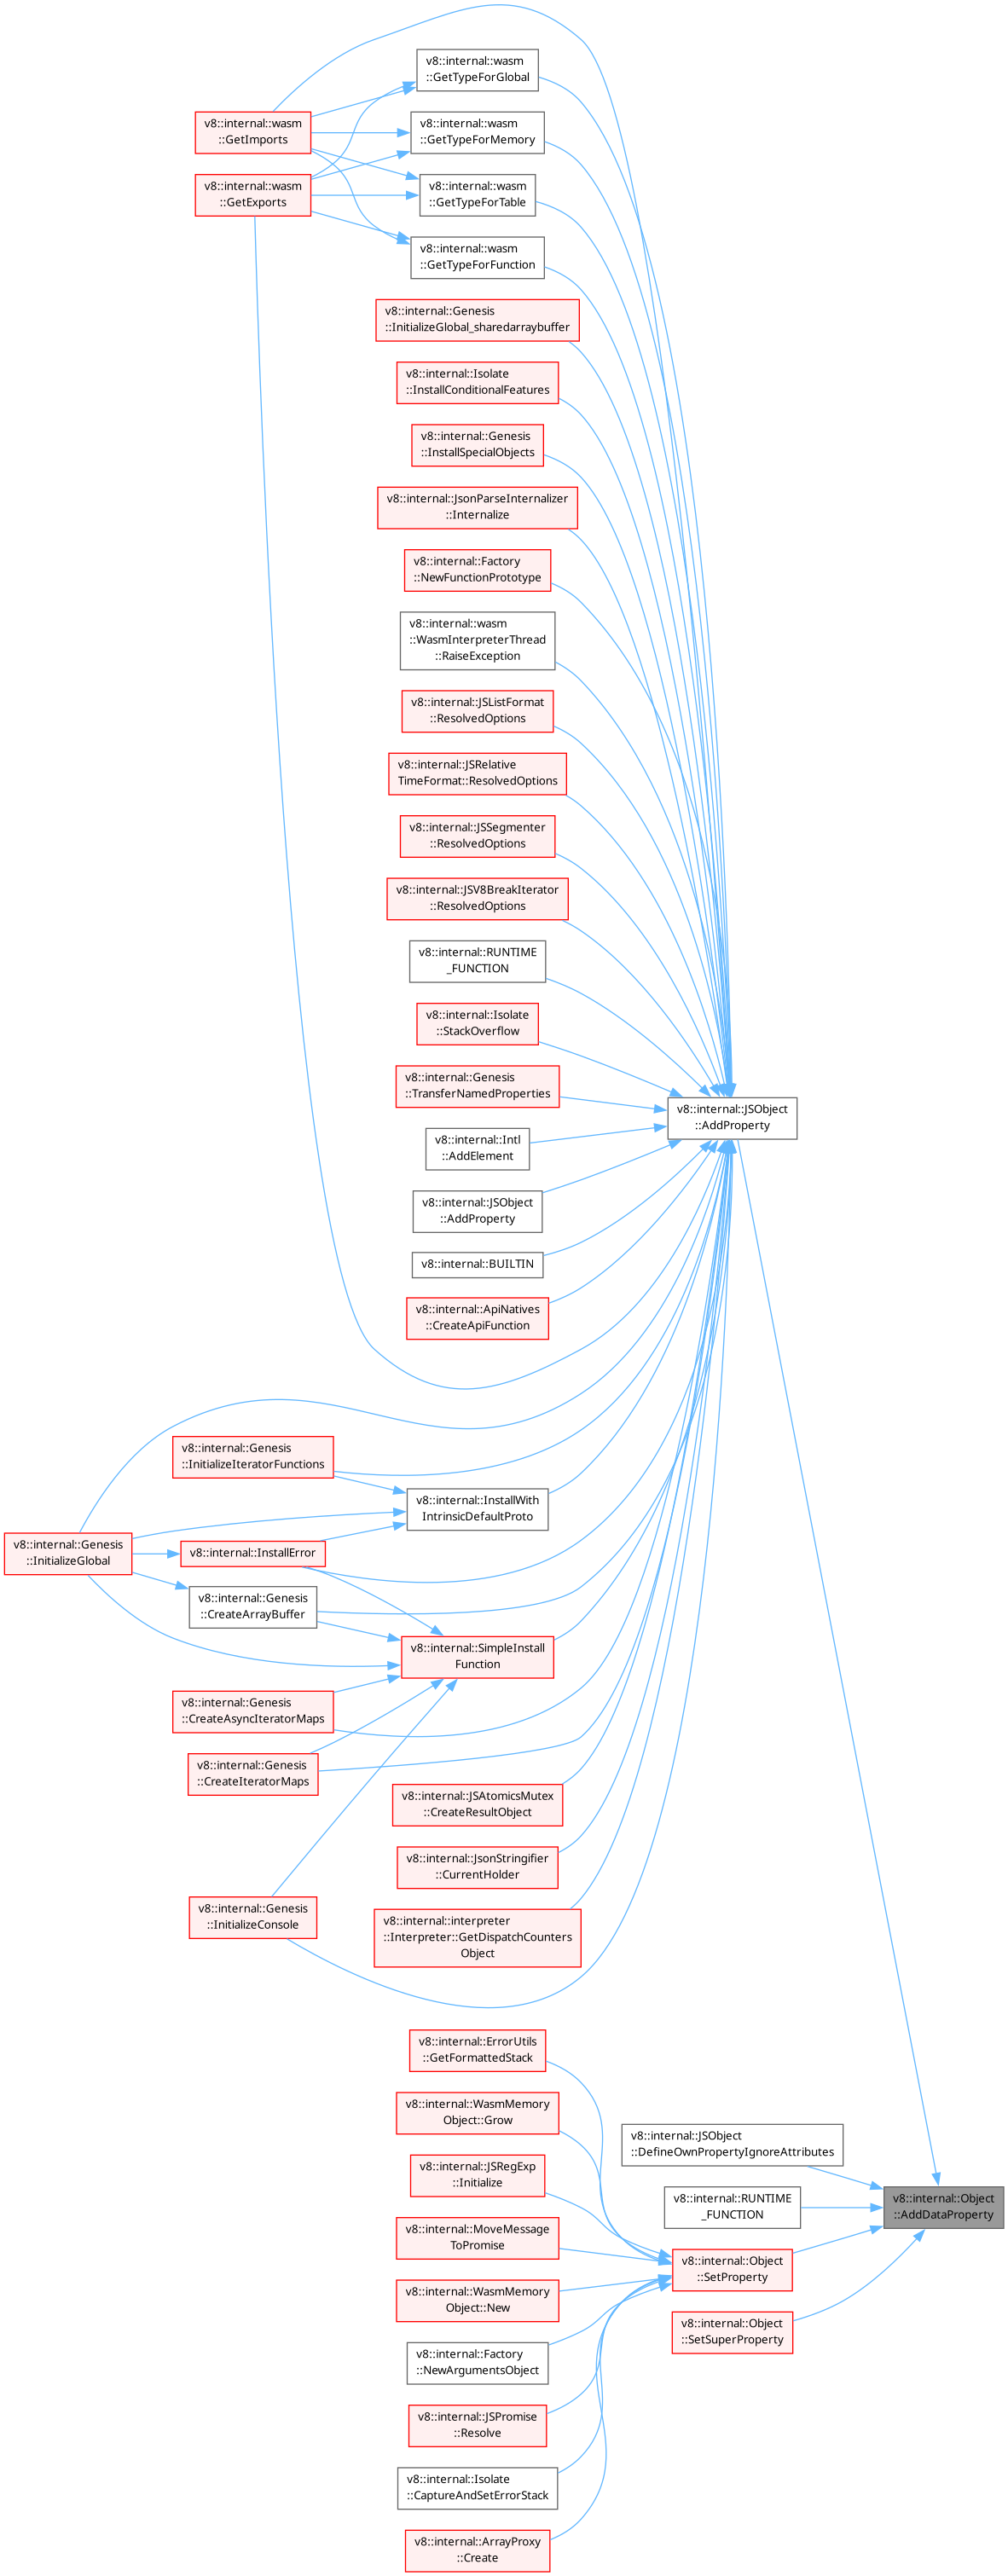 v8::internal::wasm
::GetTypeForGlobal
v8::internal::wasm
::GetImports
v8::internal::wasm
::GetTypeForMemory
v8::internal::wasm
::GetExports
v8::internal::wasm
::GetTypeForTable
v8::internal::wasm
::GetTypeForFunction
v8::internal::Genesis
::InitializeGlobal_sharedarraybuffer
v8::internal::Isolate
::InstallConditionalFeatures
v8::internal::Genesis
::InstallSpecialObjects
v8::internal::JsonParseInternalizer
::Internalize
v8::internal::Factory
::NewFunctionPrototype
v8::internal::wasm
::WasmInterpreterThread
::RaiseException
v8::internal::JSListFormat
::ResolvedOptions
v8::internal::JSRelative
TimeFormat::ResolvedOptions
v8::internal::JSSegmenter
::ResolvedOptions
v8::internal::JSV8BreakIterator
::ResolvedOptions
v8::internal::RUNTIME
_FUNCTION
v8::internal::Isolate
::StackOverflow
v8::internal::Genesis
::TransferNamedProperties
v8::internal::JSObject
::AddProperty
v8::internal::Intl
::AddElement
v8::internal::JSObject
::AddProperty
v8::internal::BUILTIN
v8::internal::ApiNatives
::CreateApiFunction
v8::internal::Genesis
::InitializeIteratorFunctions
v8::internal::InstallWith
IntrinsicDefaultProto
v8::internal::Genesis
::InitializeGlobal
v8::internal::InstallError
v8::internal::Genesis
::CreateArrayBuffer
v8::internal::SimpleInstall
Function
v8::internal::Genesis
::CreateAsyncIteratorMaps
v8::internal::Genesis
::CreateIteratorMaps
v8::internal::JSAtomicsMutex
::CreateResultObject
v8::internal::JsonStringifier
::CurrentHolder
v8::internal::Genesis
::InitializeConsole
v8::internal::interpreter
::Interpreter::GetDispatchCounters
Object
v8::internal::ErrorUtils
::GetFormattedStack
v8::internal::WasmMemory
Object::Grow
v8::internal::JSObject
::DefineOwnPropertyIgnoreAttributes
v8::internal::JSRegExp
::Initialize
v8::internal::RUNTIME
_FUNCTION
v8::internal::Object
::AddDataProperty
v8::internal::MoveMessage
ToPromise
v8::internal::Object
::SetProperty
v8::internal::WasmMemory
Object::New
v8::internal::Object
::SetSuperProperty
v8::internal::Factory
::NewArgumentsObject
v8::internal::JSPromise
::Resolve
v8::internal::Isolate
::CaptureAndSetErrorStack
v8::internal::ArrayProxy
::Create